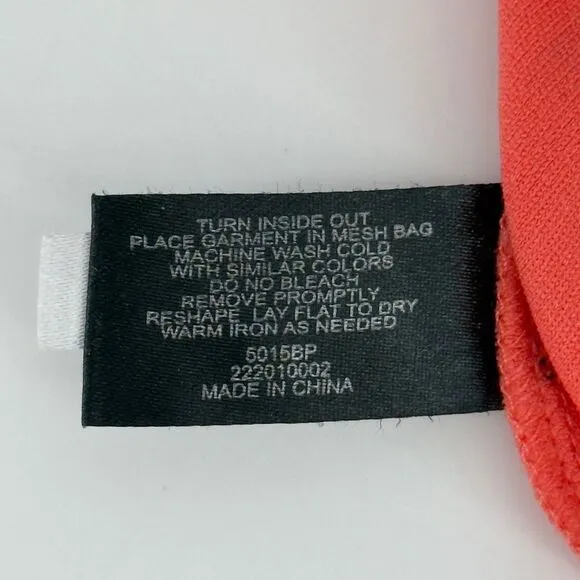 TURN INSIDE OUT
PLACE GARMENT IN MESH BAG
MACHINE WASH COLD
WITH SIMILAR COLORS
DO NO BLEACH
REMOVE PROMPTLY
RESHAPE, LAY FLAT TO DRY
WARM IRON AS NEEDED
5015BP
222010002
MADE IN CHINA